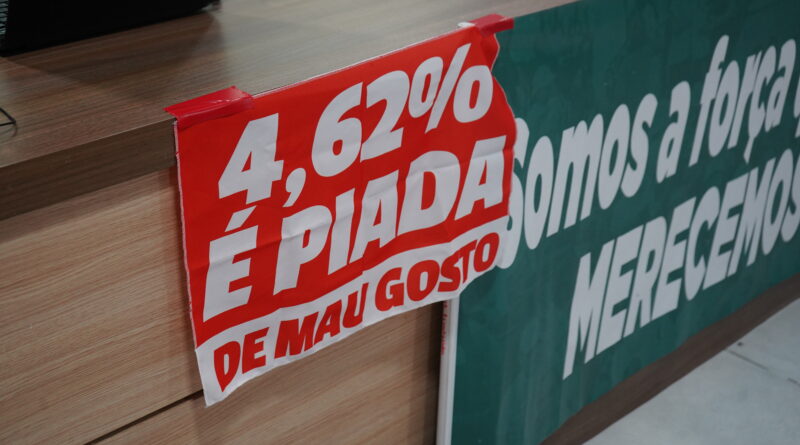 4,62%
É PIADA
DE MAU GOSTO
Somos a força
MERECEMOS